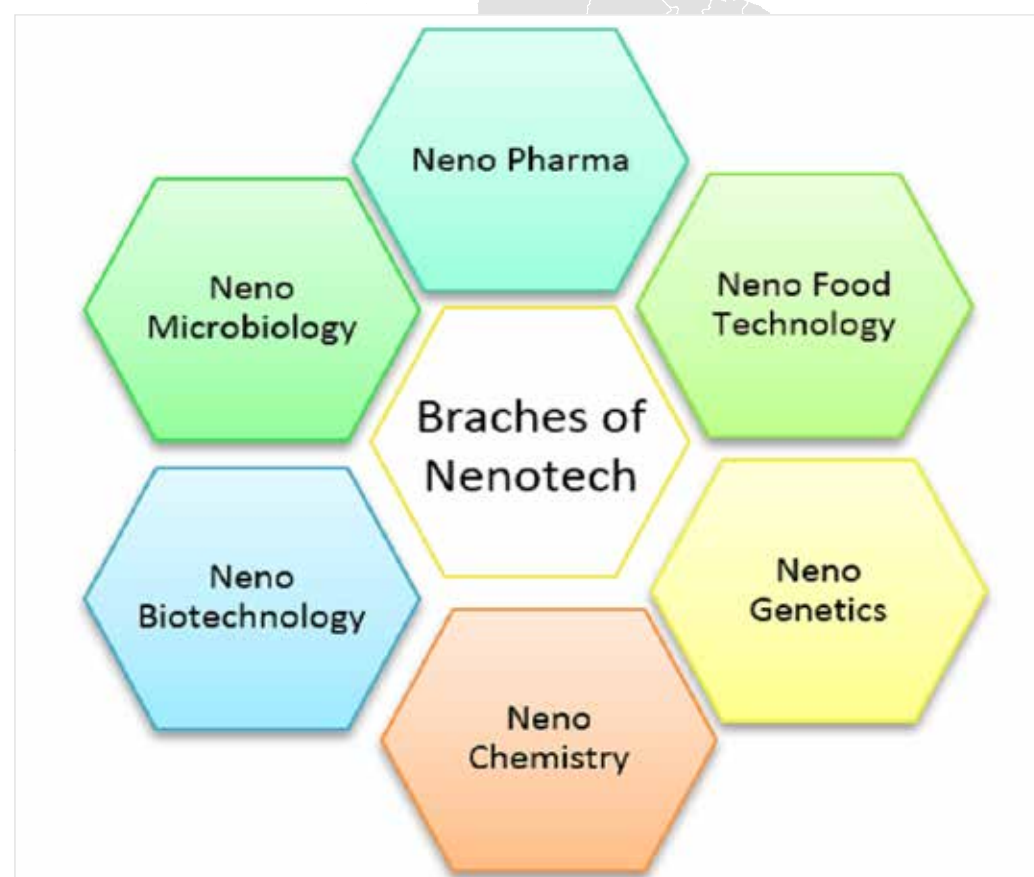 Neno Pharma
Neno Food
Technology
Neno
Genetics
Neno
Chemistry
Neno
Biotechnology
Neno
Microbiology
Braches of
Nenotech